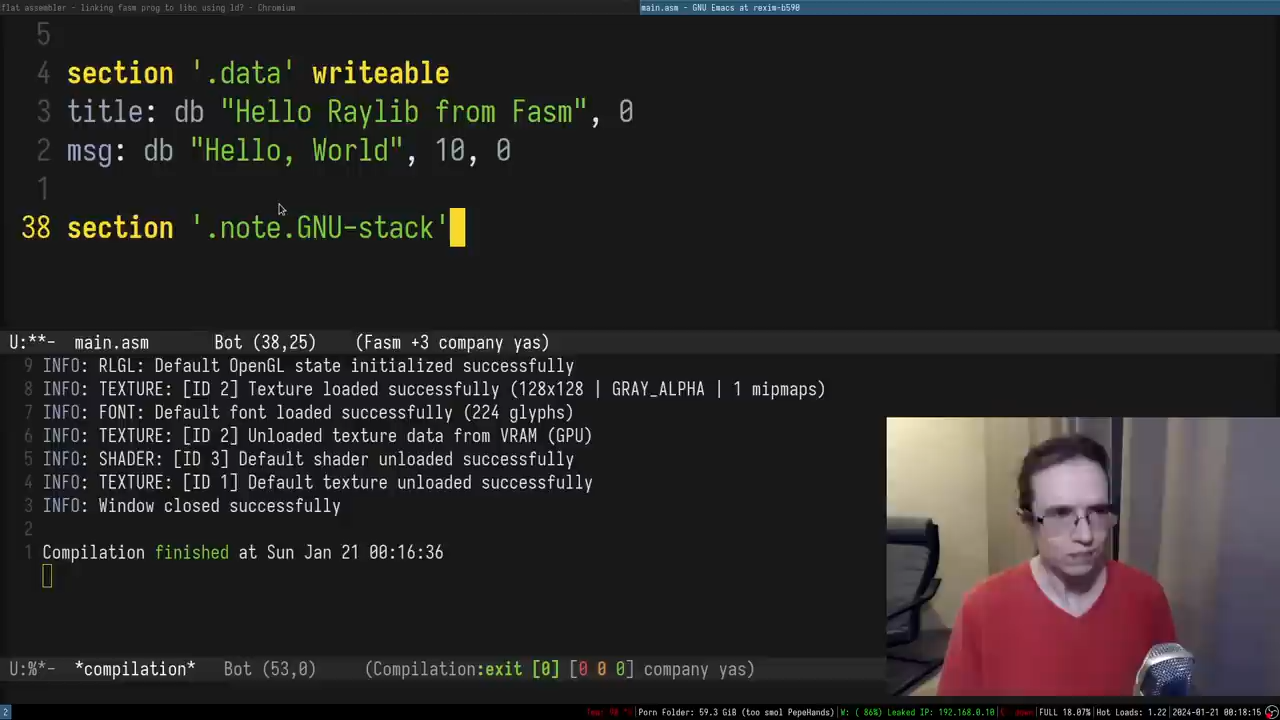 flat assembler - linking fasm prog to libc using ld? - Chromium
main.asm - GNU Emacs at rexim-b590
5
4 section '.data' writeable
3 title: db "Hello Raylib from Fasm", 0
2 msg: db "Hello, World", 10, 0
1
38 section '.note.GNU-stack'
U:**- main.asm Bot (38,25) (Fasm +3 company yas)
9 INFO: RLGL: Default OpenGL state initialized successfully
8 INFO: TEXTURE: [ID 2] Texture loaded successfully (128x128 | GRAY_ALPHA | 1 mipmaps)
7 INFO: FONT: Default font loaded successfully (224 glyphs)
6 INFO: TEXTURE: [ID 2] Unloaded texture data from VRAM (GPU)
5 INFO: SHADER: [ID 3] Default shader unloaded successfully
4 INFO: TEXTURE: [ID 1] Default texture unloaded successfully
3 INFO: Window closed successfully
2
1 Compilation finished at Sun Jan 21 00:16:36
U:%*- *compilation* Bot (53,0) (Compilation:exit [0] [0 0 0] company yas)
2
Porn Folder: 59.3 GiB (too smol PepeHands) | W: ( 86%) Leaked IP: 192.168.0.10 | down | FULL 18.07% | Hot Loads: 1.22 | 2024-01-21 00:18:15